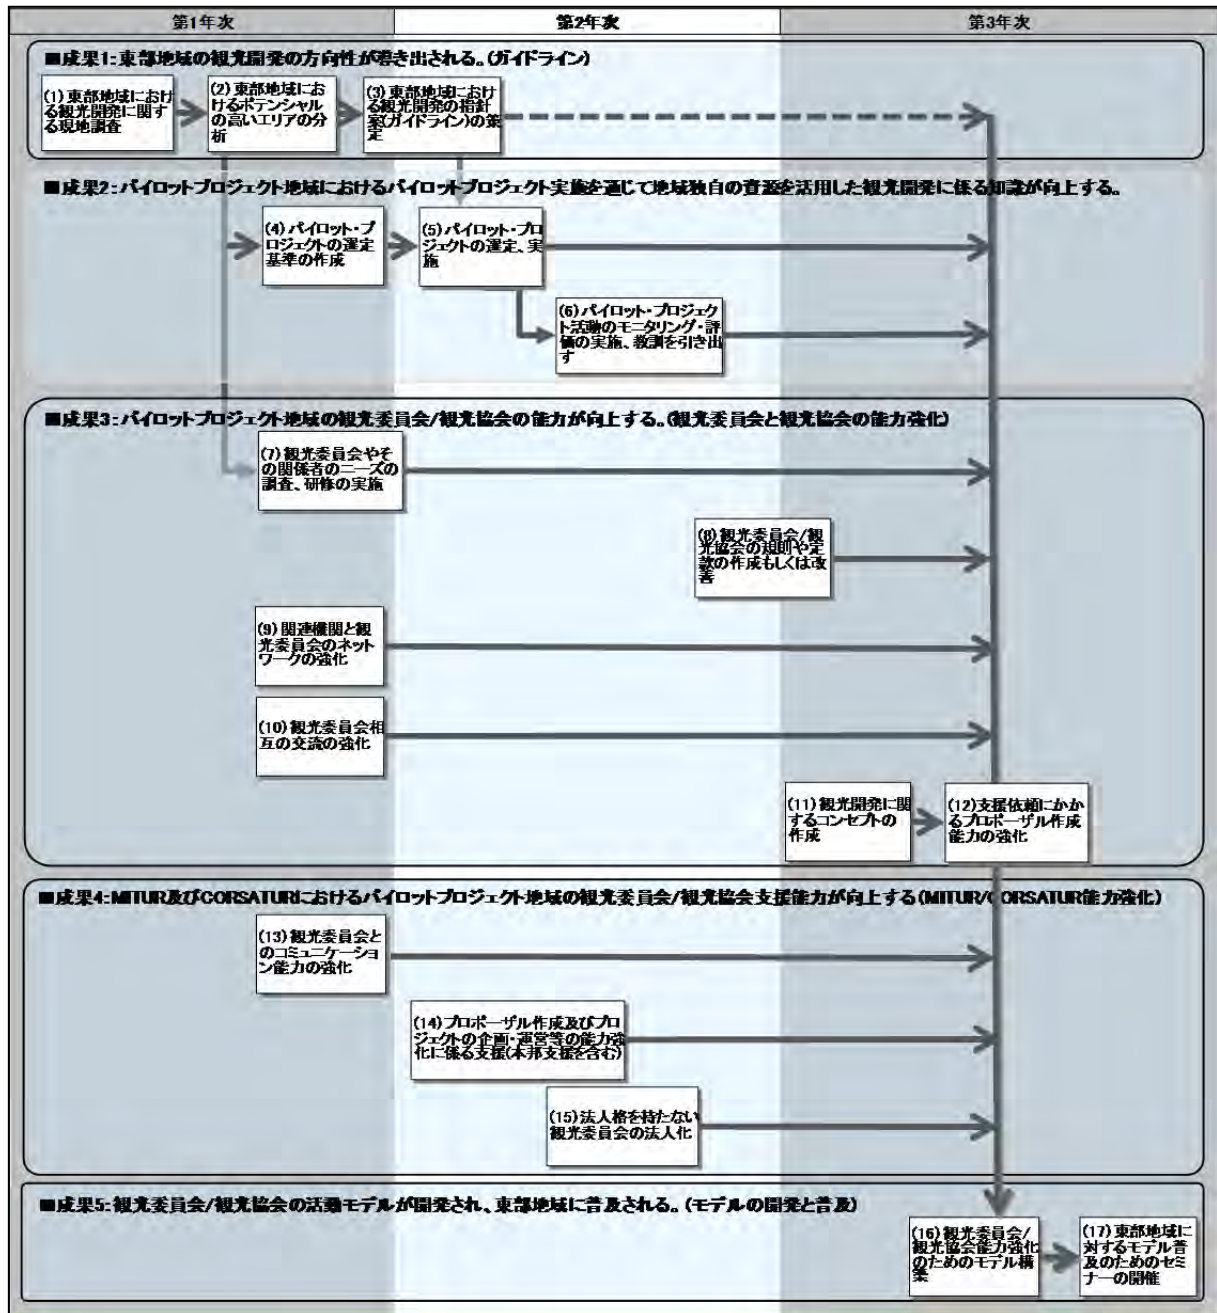 第1年次
第2年次
第3年次
■成果1:東部地域の観光開発の方向性が導き出される。(ガイドライン)
(1)東部地域におけ
る観光開発に関す
る現地調査
(2)東部地域にお
けるポテンシャル
の高いエリアの分
析
(3)東部地域におけ
る観光開発の指針
案(ガイドライン)の策
定
■成果2:パイロットプロジェクト地域におけるパイロットプロジェクト実施を通じて地域独自の資源を活用した観光開発に係る知識が向上する。
(4)パイロット・プ
ロジェクトの選定
基準の作成
(5)パイロット・プロ
ジェクトの選定、実
施
(6)パイロット・プロジェク
ト活動のモニタリング・評
価の実施、教訓を引き出
す
■成果3:パイロットプロジェクト地域の観光委員会/観光協会の能力が向上する。(観光委員会と観光協会の能力強化)
(7)観光委員会やそ
の関係者のニーズの
調査、研修の実施
(8)観光委員会/観
光協会の規則や定
款の作成もしくは改
善
(9)関連機関と観
光委員会のネット
ワークの強化
(10)観光委員会相
互の交流の強化
(11)観光開発に関
するコンセプトの
作成
(12)支援依頼にかか
るプロポーザル作成
能力の強化
■成果4:MITUR及びCORSATURにおけるパイロットプロジェクト地域の観光委員会/観光協会支援能力が向上する(MITUR/CORSATUR能力強化)
(13)観光委員会と
のコミュニケーショ
ン能力の強化
(14)プロポーザル作成及びプロ
ジェクトの企画・運営等の能力強
化に係る支援(本邦支援を含む)
(15)法人格を持たない
観光委員会の法人化
■成果5:観光委員会/観光協会の活動モデルが開発され、東部地域に普及される。(モデルの開発と普及)
(16)観光委員会/
観光協会能力強化
のためのモデル構
築
(17)東部地域に
対するモデル普
及のためのセミ
ナーの開催